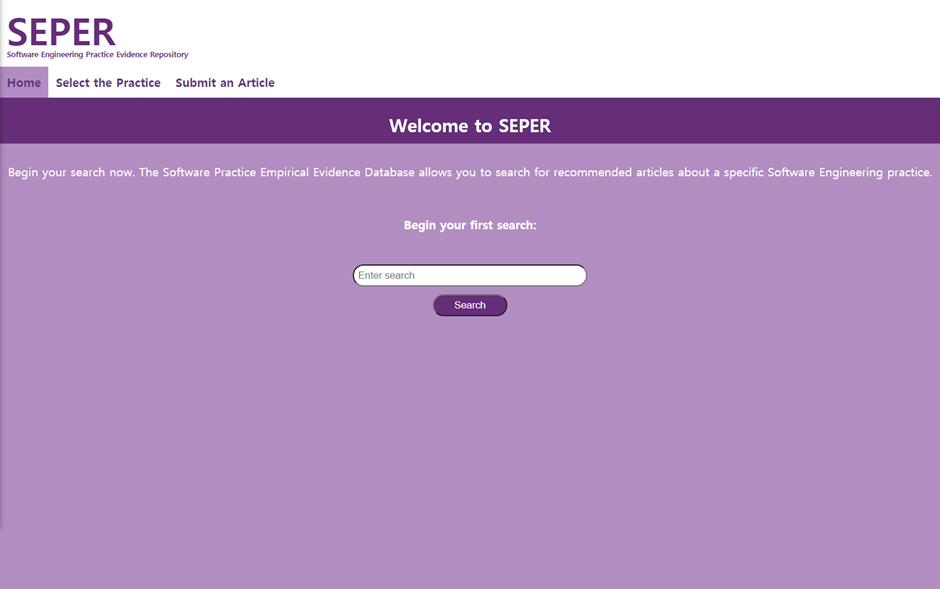 SEPER
Software Engineering Practice Evidence Repository
Home Select the Practice Submit an Article
Welcome to SEPER
Begin your search now. The Software Practice Empirical Evidence Database allows you to search for recommended articles about a specific Software Engineering practice.
Begin your first search:
Enter search
Search